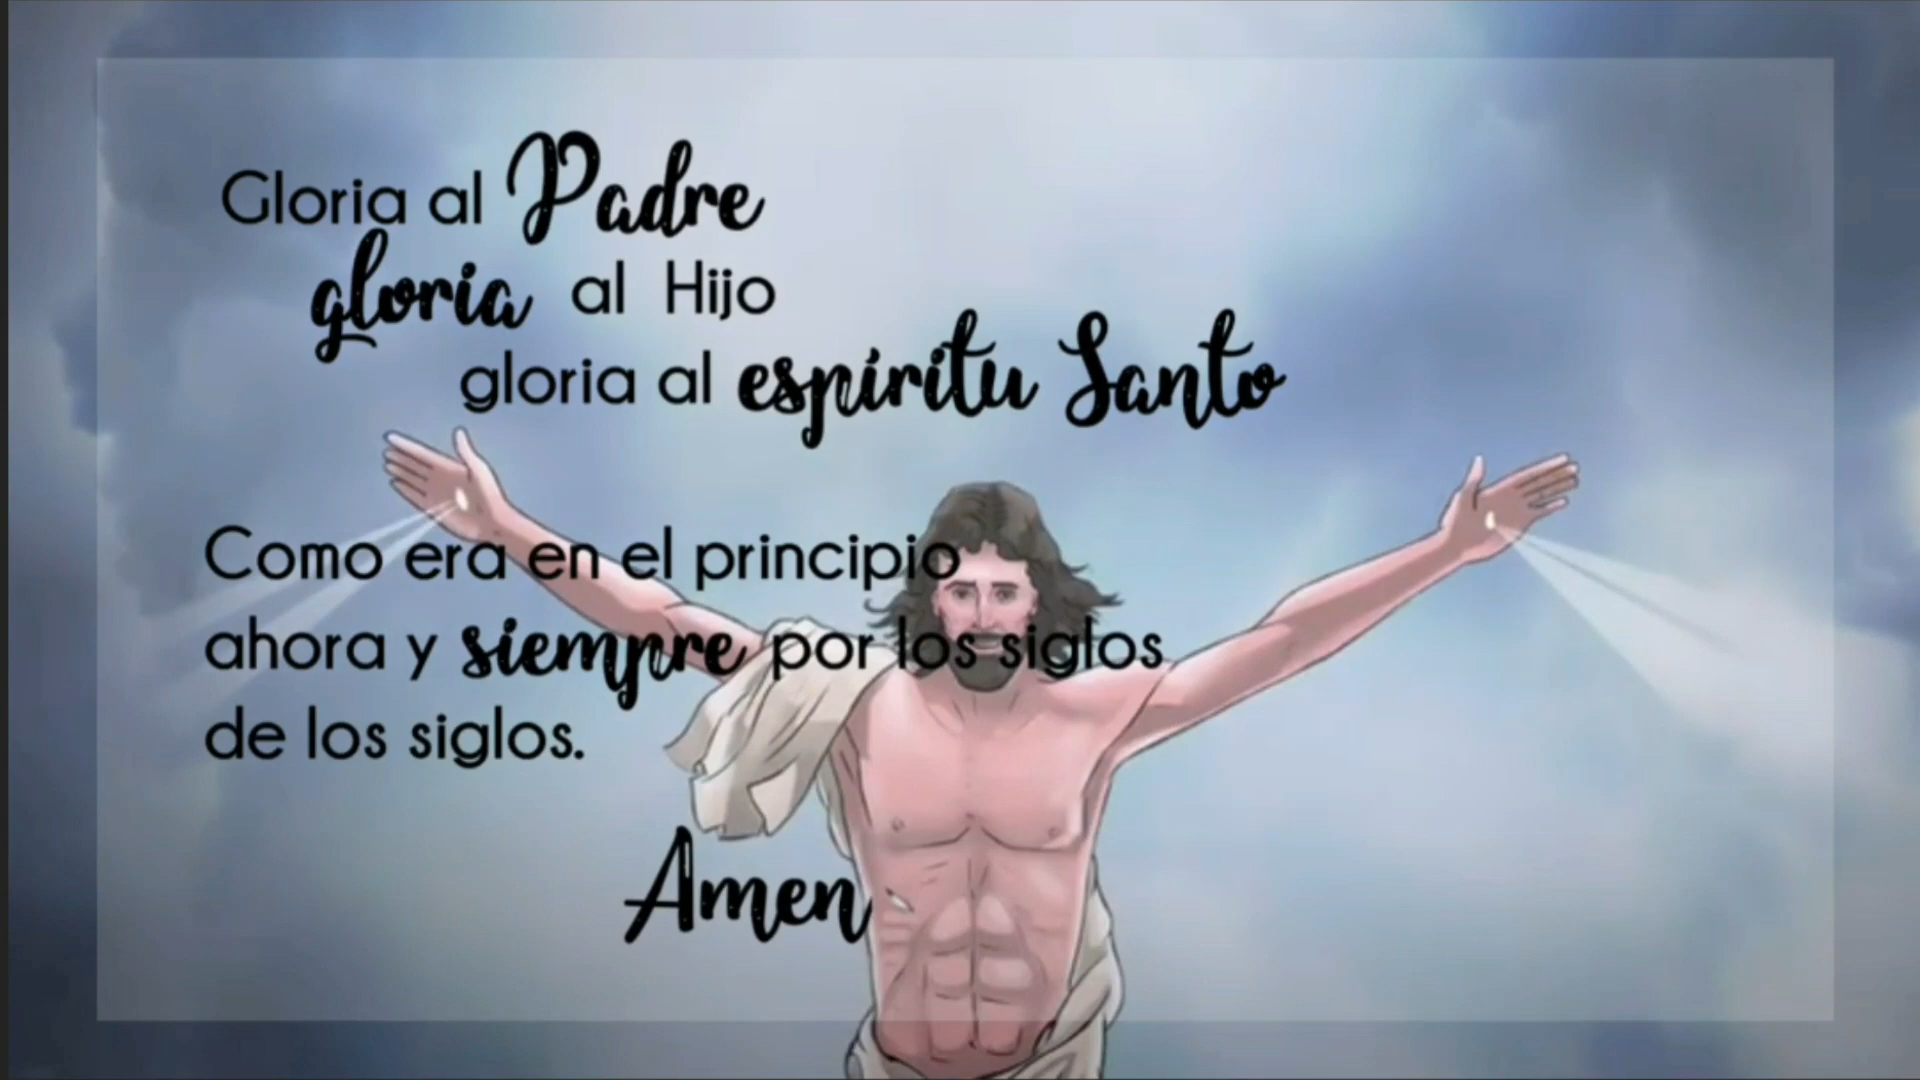 Gloria al Padre
gloria al Hijo
gloria al espíritu Santo
Como era en el principio
ahora y siempre por los siglos
de los siglos.
Amen